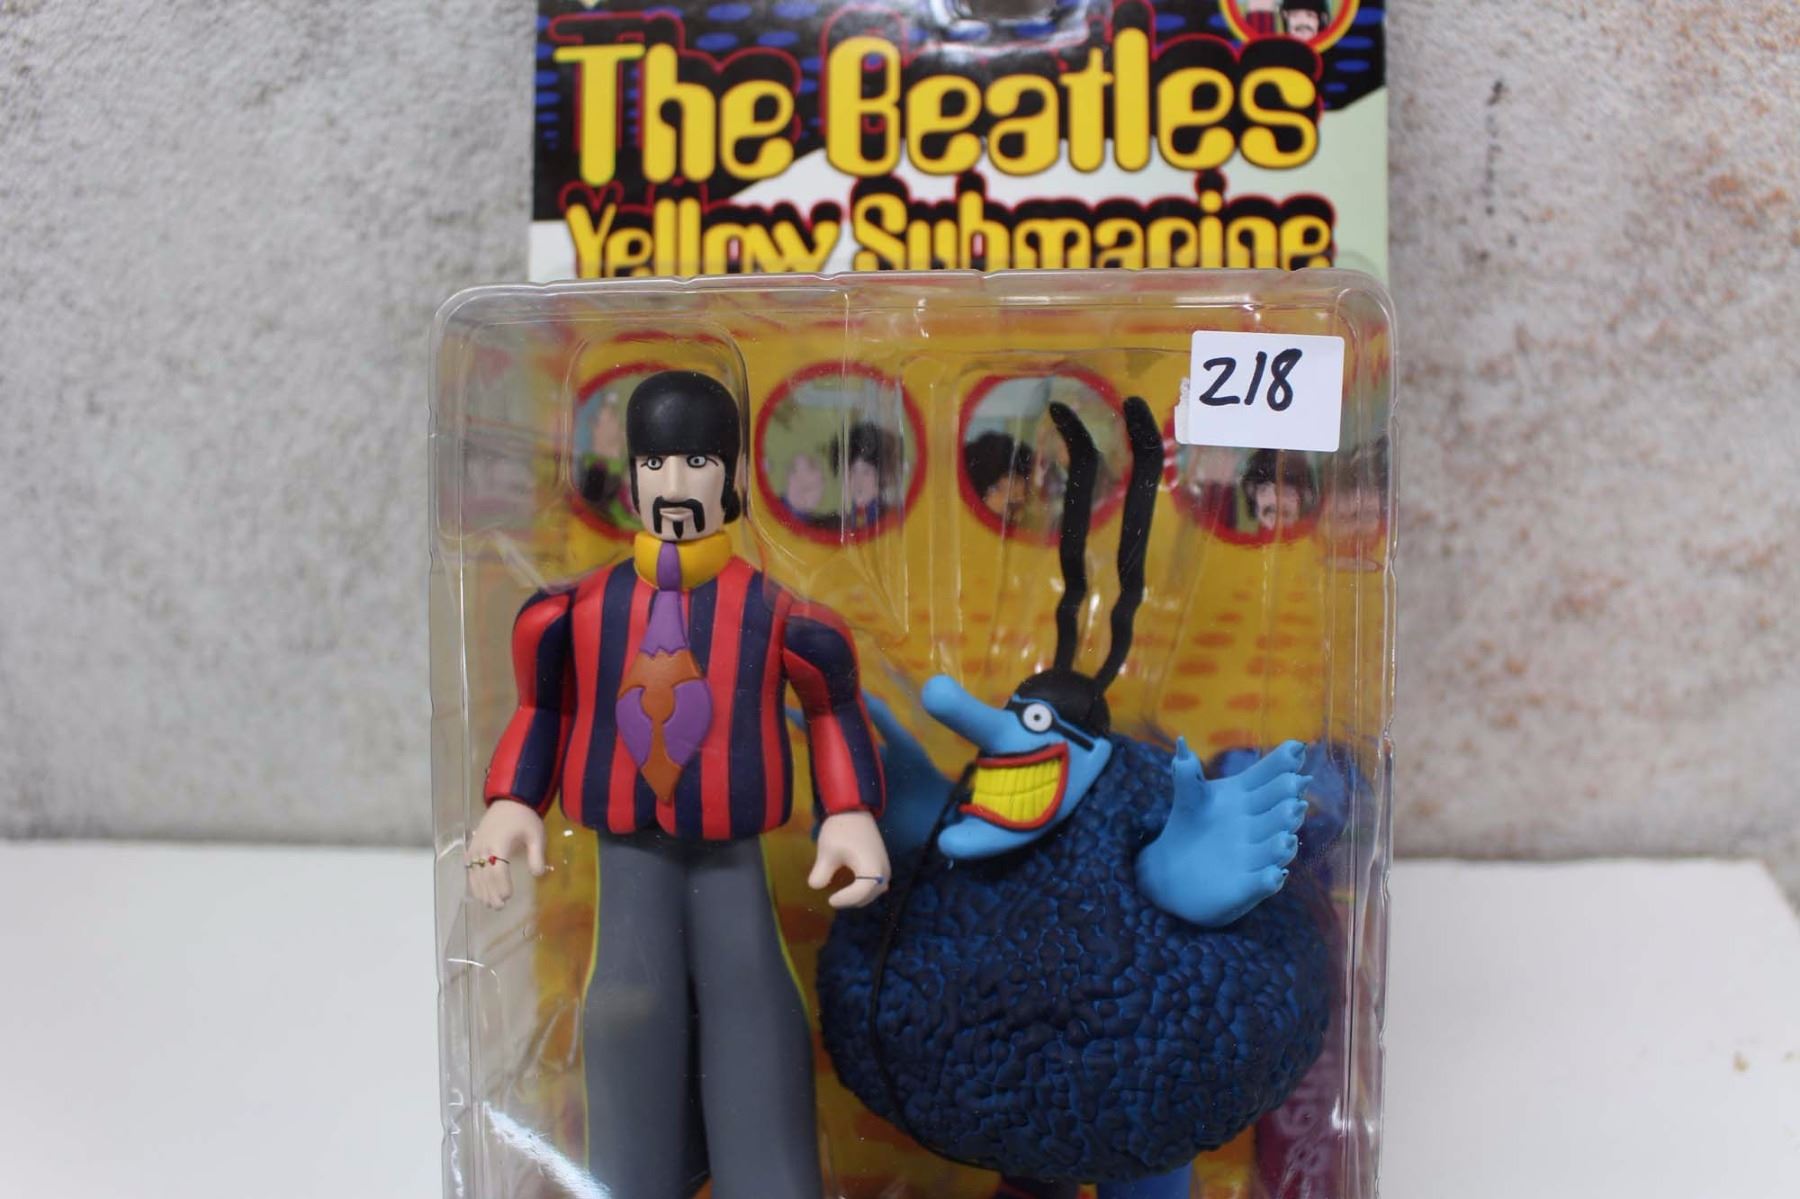 The Beatles
Yellow Submarine
218